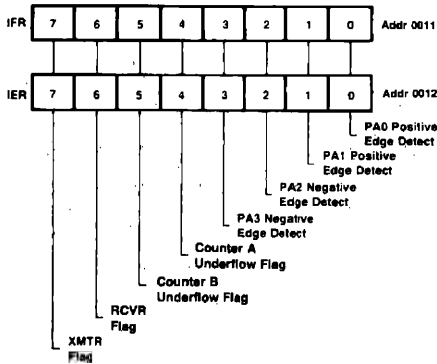 IFR 7 6 5 4 3 2 1 0 Addr 0011
IER 7 6 5 4 3 2 1 0 Addr 0012
PA0 Positive
Edge Detect
PA1 Positive
Edge Detect
PA2 Negative
Edge Detect
PA3 Negative
Edge Detect
Counter A
Underflow Flag
Counter B
Underflow Flag
RCVR
Flag
XMTR
Flag